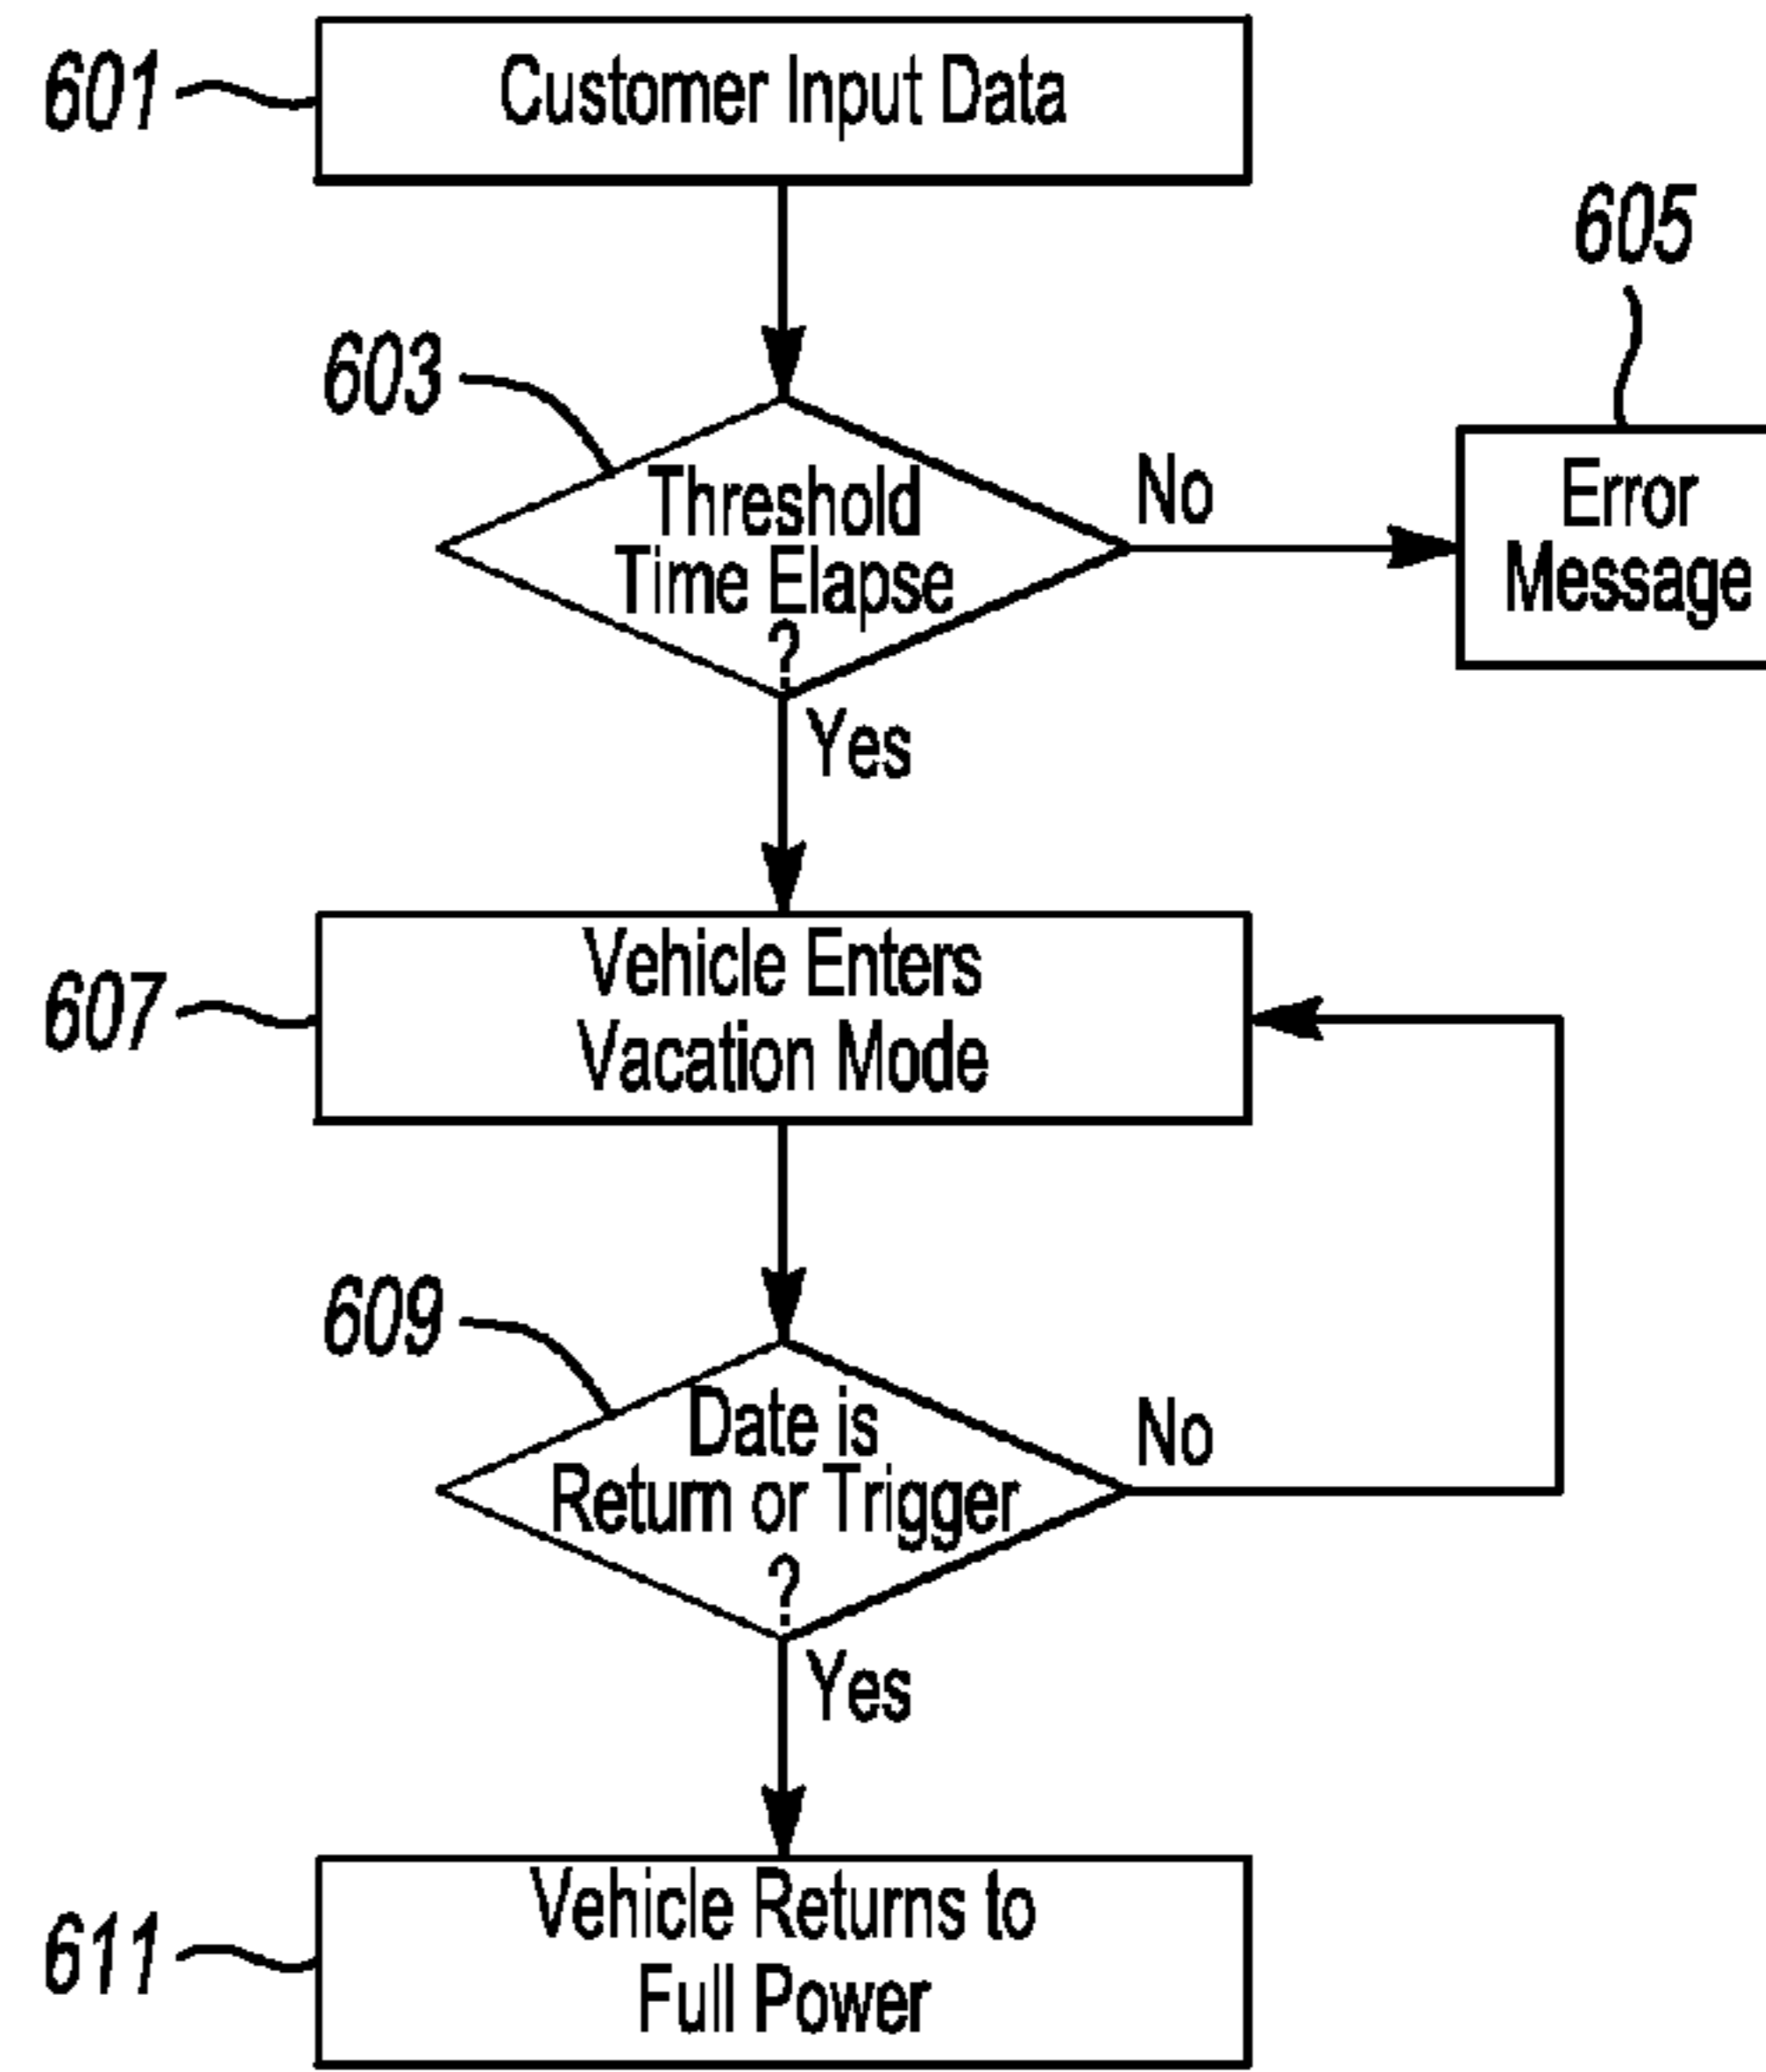 601
Customer Input Data
605
603
Threshold
Time Elapse
?
No
Error
Message
Yes
607
Vehicle Enters
Vacation Mode
609
Date is
Return or Trigger
?
No
Yes
611
Vehicle Returns to
Full Power